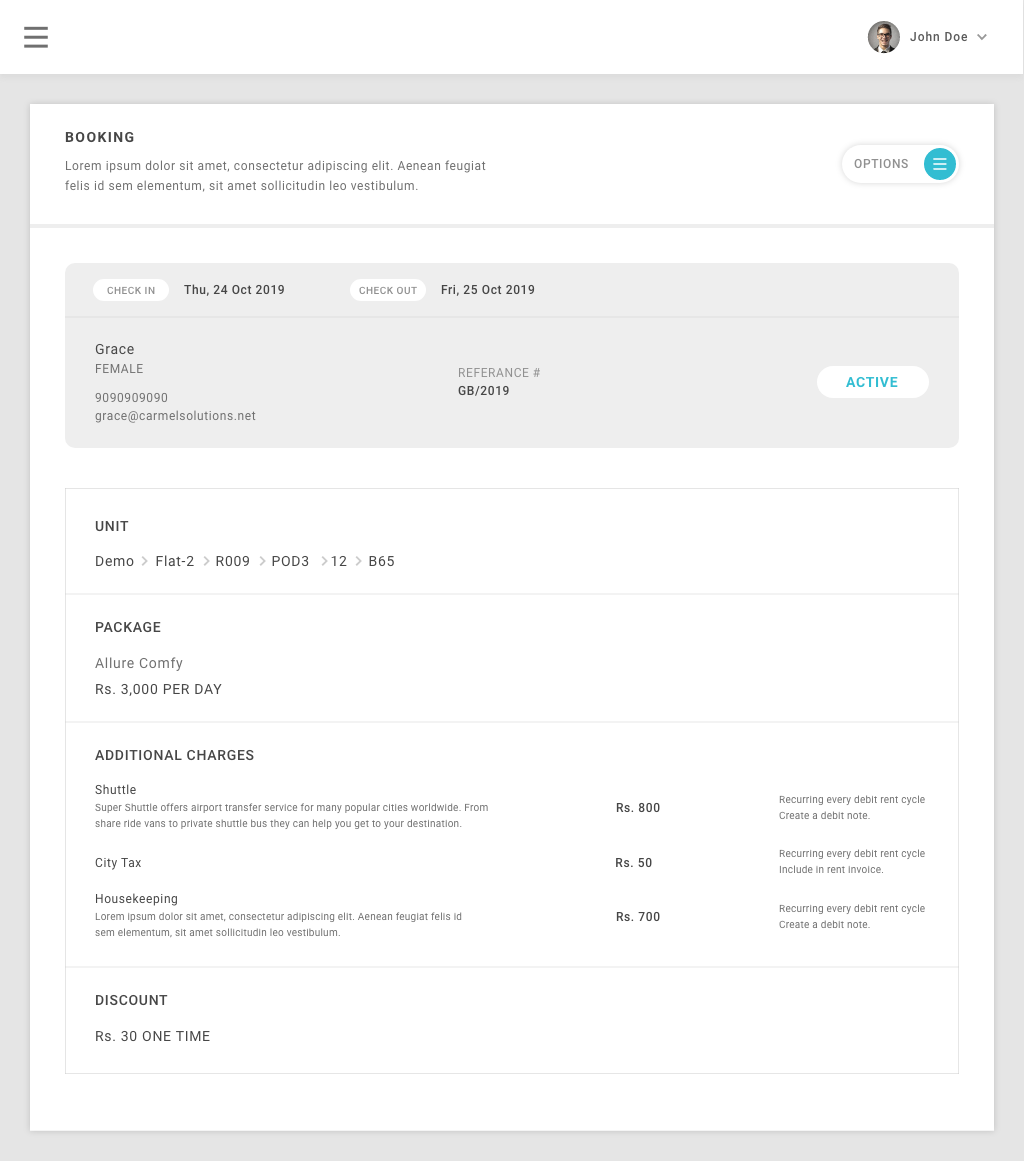 John Doe
BOOKING
Lorem ipsum dolor sit amet, consectetur adipiscing elit. Aenean feugiat
felis id sem elementum, sit amet sollicitudin leo vestibulum.
OPTIONS
CHECK IN Thu, 24 Oct 2019 CHECK OUT Fri, 25 Oct 2019
Grace
FEMALE
9090909090
grace@carmelsolutions.net
REFERANCE #
GB/2019
ACTIVE
UNIT
Demo > Flat-2 > R009 > POD3 > 12 > B65
PACKAGE
Allure Comfy
Rs. 3,000 PER DAY
ADDITIONAL CHARGES
Shuttle
Super Shuttle offers airport transfer service for many popular cities worldwide. From
share ride vans to private shuttle bus they can help you get to your destination.
Rs. 800
Recurring every debit rent cycle
Create a debit note.
City Tax
Rs. 50
Recurring every debit rent cycle
Include in rent invoice.
Housekeeping
Lorem ipsum dolor sit amet, consectetur adipiscing elit. Aenean feugiat felis id
sem elementum, sit amet sollicitudin leo vestibulum.
Rs. 700
Recurring every debit rent cycle
Create a debit note.
DISCOUNT
Rs. 30 ONE TIME